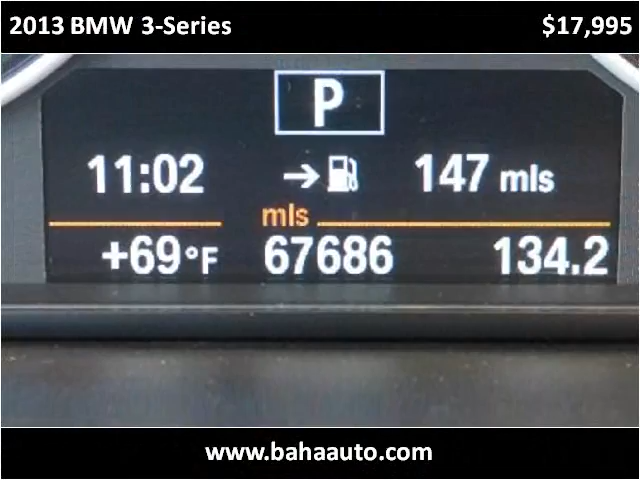 2013 BMW 3-Series $17,995
P
11:02 → 147 mls
mls
+69°F 67686 134.2
www.bahaauto.com